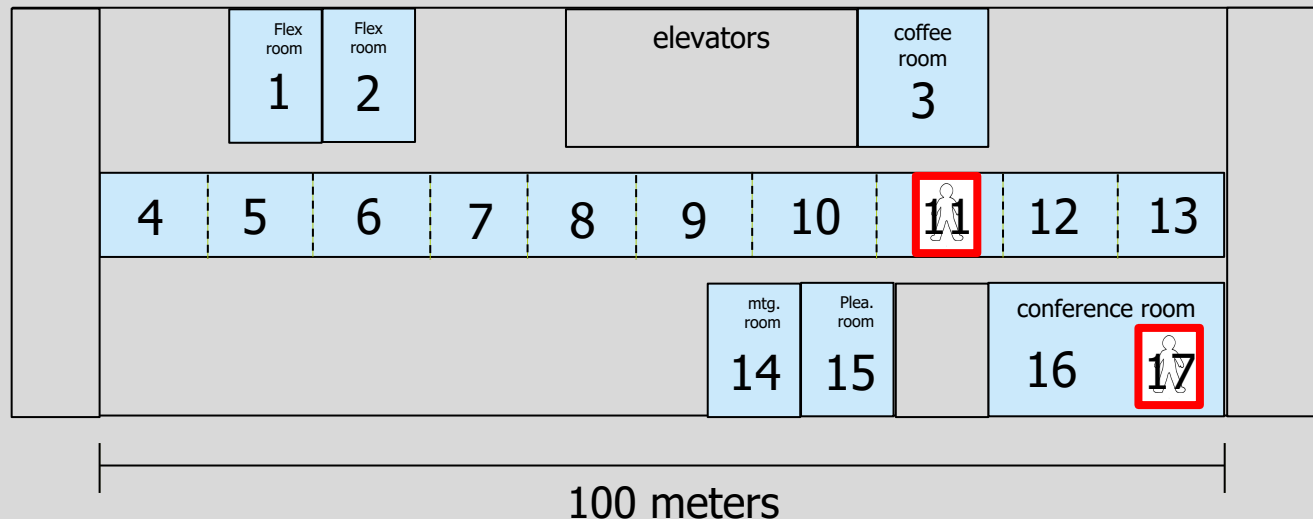 Flex
room
1
Flex
room
2
elevators
coffee
room
3
4 5 6 7 8 9 10 11 12 13
mtg.
room
14
Plea.
room
15
conference room
16 17
100 meters